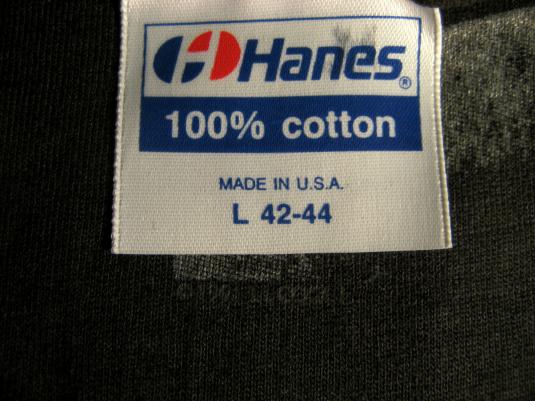 Hanes®
100% cotton
MADE IN U.S.A.
L 42-44